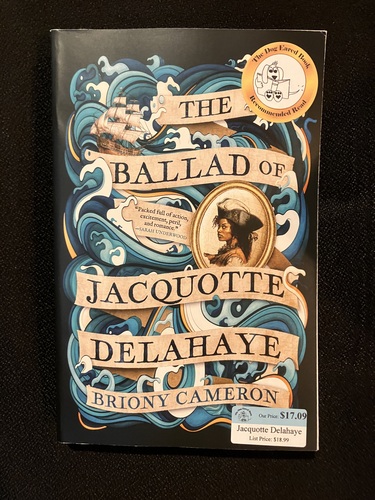 The Dog Eared Book
Recommended Read
THE
BALLAD OF
"Packed full of action,
excitement, peril,
and romance."
—SARAH UNDERWOOD
JACQUOTTE
DELAHAYE
BRIONY CAMERON
Our Price: $17.09
Jacquotte Delahaye
List Price: $18.99